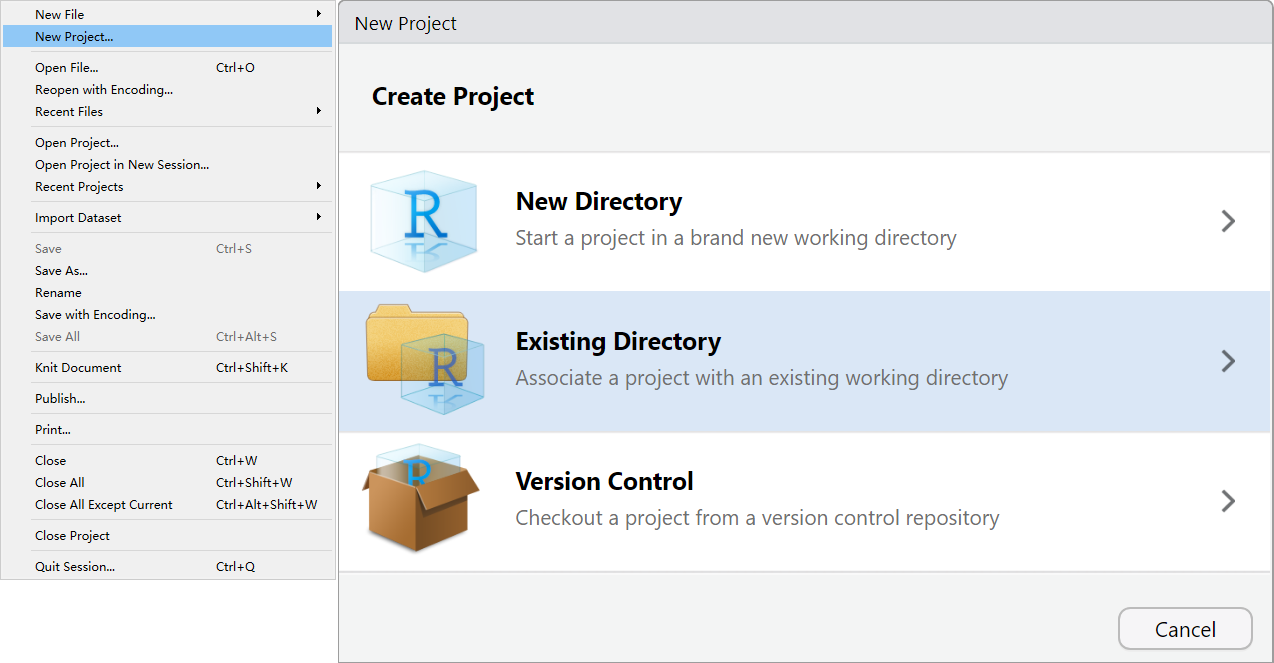 New File
New Project...
Open File... Ctrl+O
Reopen with Encoding...
Recent Files
Open Project...
Open Project in New Session...
Recent Projects
Import Dataset
Save Ctrl+S
Save As...
Rename
Save with Encoding...
Save All Ctrl+Alt+S
Knit Document Ctrl+Shift+K
Publish...
Print...
Close Ctrl+W
Close All Ctrl+Shift+W
Close All Except Current Ctrl+Alt+Shift+W
Close Project
Quit Session... Ctrl+Q
New Project
Create Project
R
New Directory
Start a project in a brand new working directory
R
Existing Directory
Associate a project with an existing working directory
R
Version Control
Checkout a project from a version control repository
Cancel